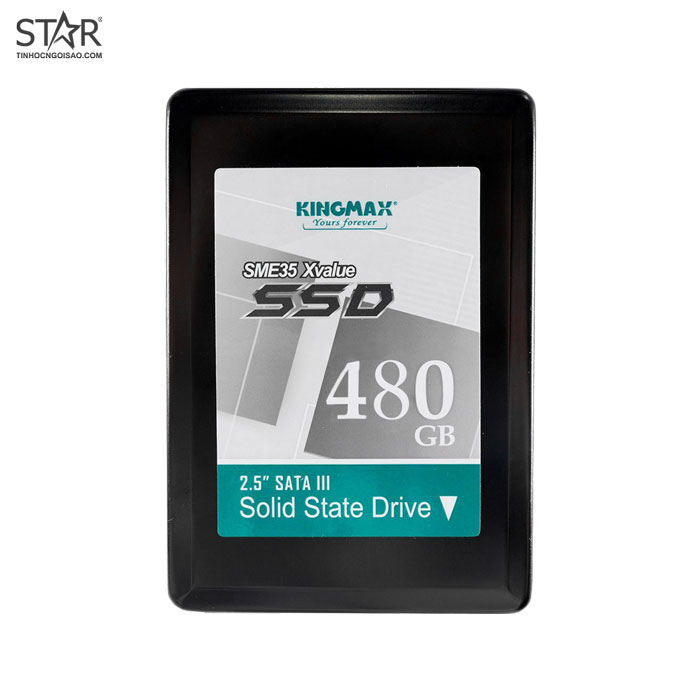 STAR®
TINHOCNGOISAO.COM
KINGMAX®
Yours forever
SME35 Xvalue
SSD
480
GB
2.5" SATA III
Solid State Drive ▼